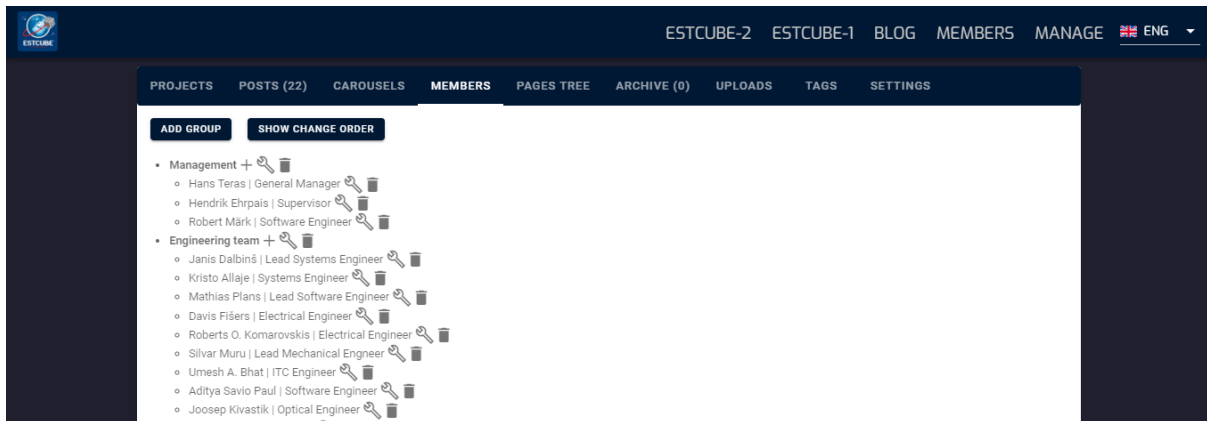 ESTCUBE
ESTCUBE-2 ESTCUBE-1 BLOG MEMBERS MANAGE ENG
PROJECTS POSTS (22) CAROUSELS MEMBERS PAGES TREE ARCHIVE (0) UPLOADS TAGS SETTINGS
ADD GROUP SHOW CHANGE ORDER
Management
Hans Teras | General Manager
Hendrik Ehrpais | Supervisor
Robert Märk | Software Engineer
Engineering team
Janis Dalbinš | Lead Systems Engineer
Kristo Allaje | Systems Engineer
Mathias Plans | Lead Software Engineer
Davis Fišers | Electrical Engineer
Roberts O. Komarovskis | Electrical Engineer
Silvar Muru | Lead Mechanical Engneer
Umesh A. Bhat | ITC Engineer
Aditya Savio Paul | Software Engineer
Joosep Kivastik | Optical Engineer